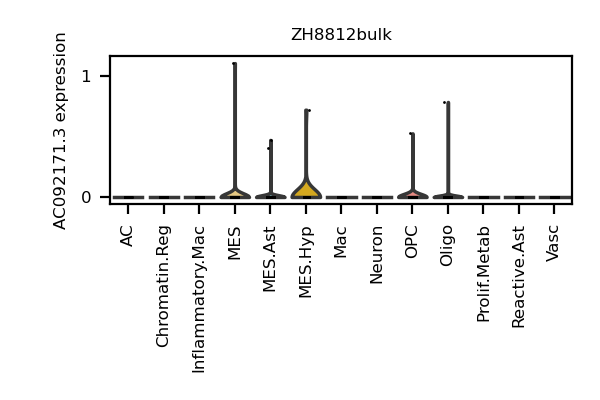 ZH8812bulk
AC092171.3 expression
1
0
AC
Chromatin.Reg
Inflammatory.Mac
MES
MES.Ast
MES.Hyp
Mac
Neuron
OPC
Oligo
Prolif.Metab
Reactive.Ast
Vasc